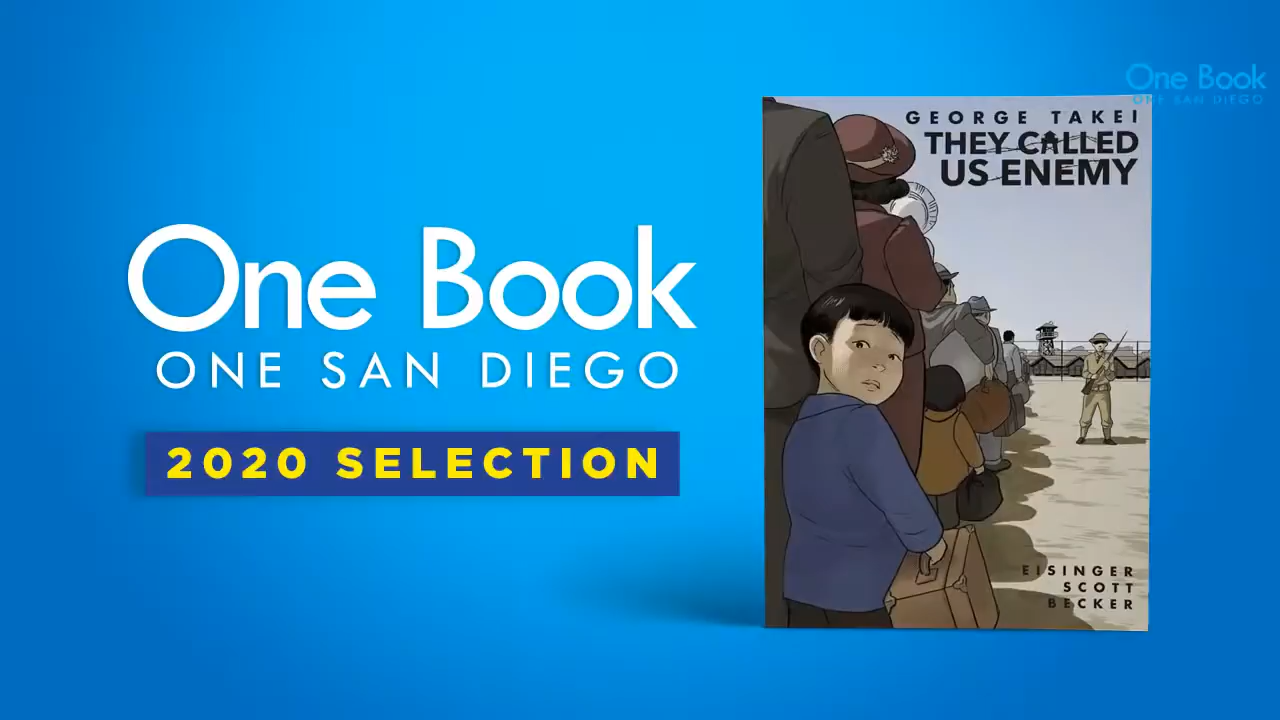 One Book
ONE SAN DIEGO
2020 SELECTION
One Book
ONE SAN DIEGO
GEORGE TAKEI
THEY CALLED
US ENEMY
EISINGER
SCOTT
BECKER